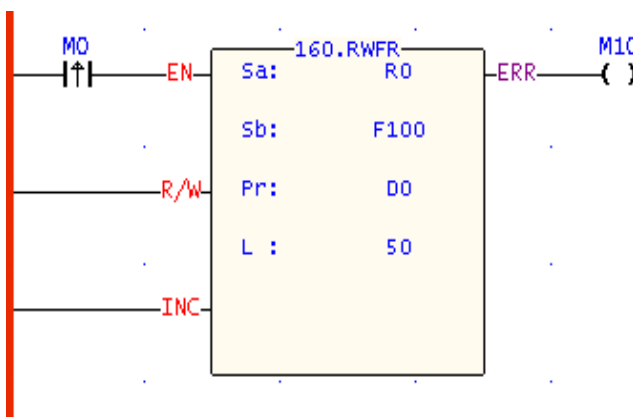 M0 160.RWFR M10
EN Sa: R0 ERR ( )
Sb: F100
R/W Pr: D0
L : 50
INC